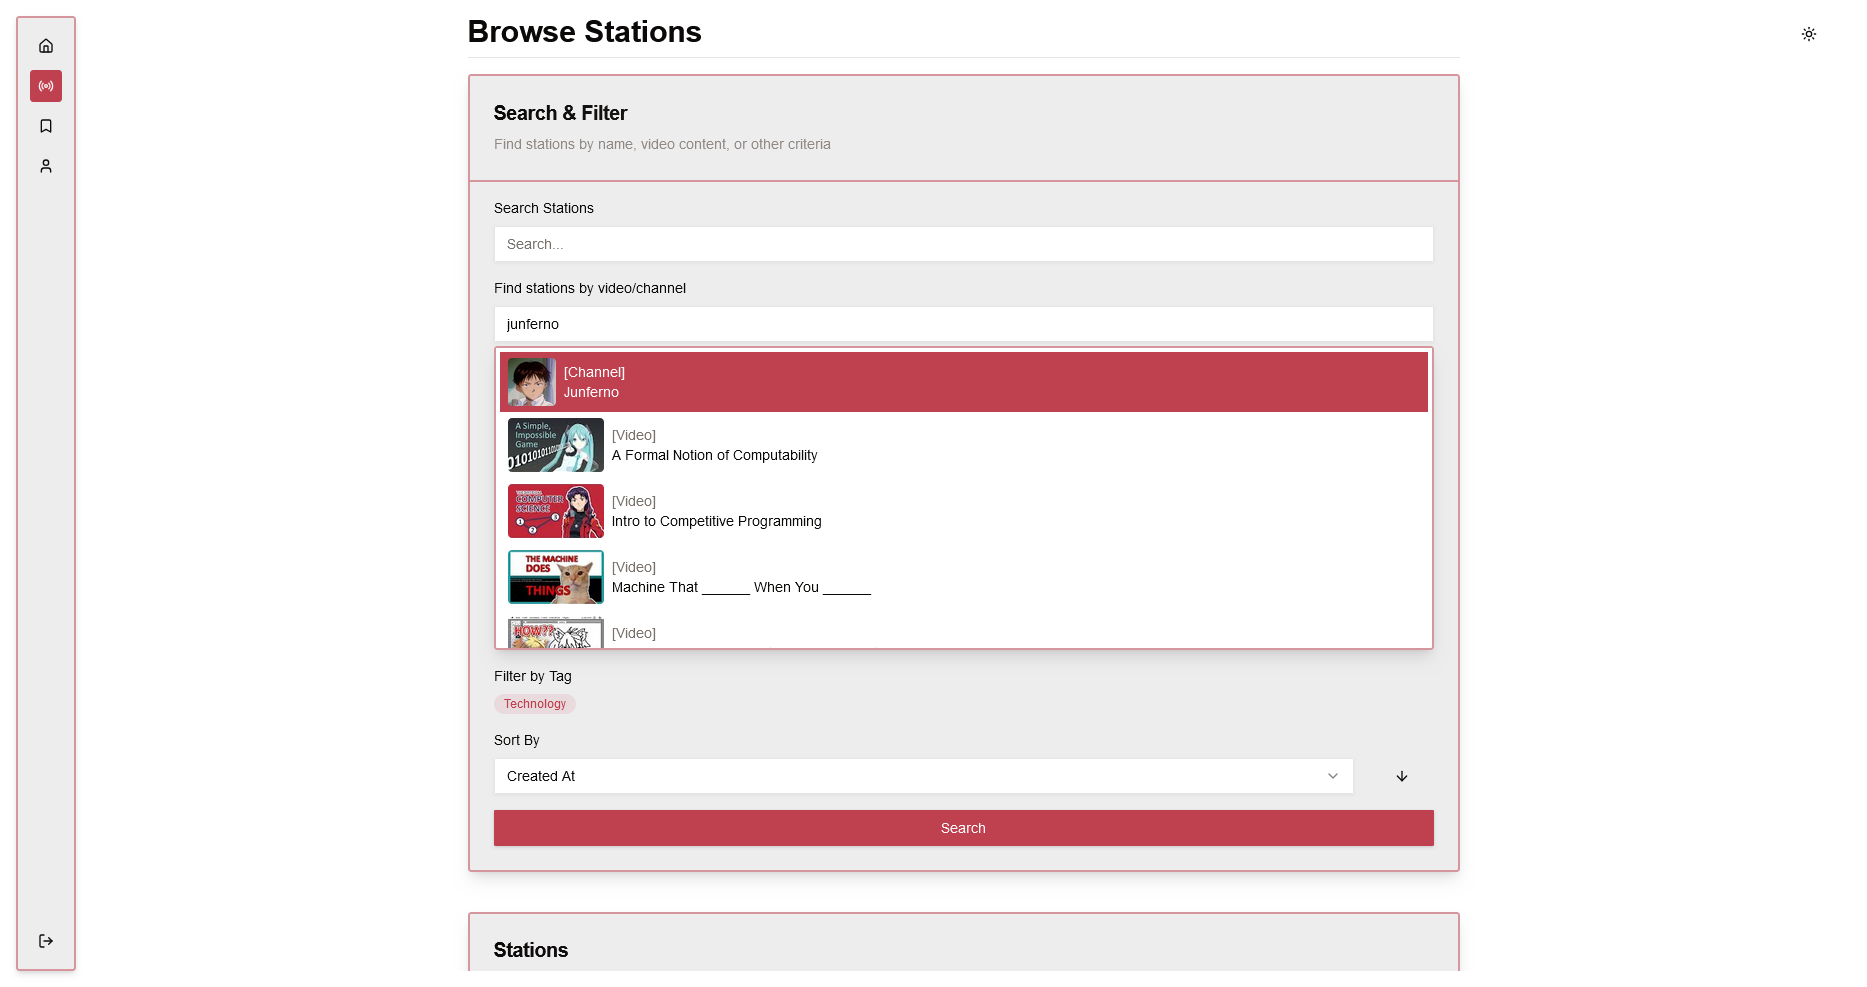 Browse Stations
Search & Filter
Find stations by name, video content, or other criteria
Search Stations
Search...
Find stations by video/channel
junferno
[Channel]
Junferno
A Simple,
Impossible
Game
[Video]
A Formal Notion of Computability
COMPUTER
SCIENCE
[Video]
Intro to Competitive Programming
THE MACHINE
DOES
THINGS
[Video]
Machine That ______ When You ______
HOW??
[Video]
Filter by Tag
Technology
Sort By
Created At
Search
Stations